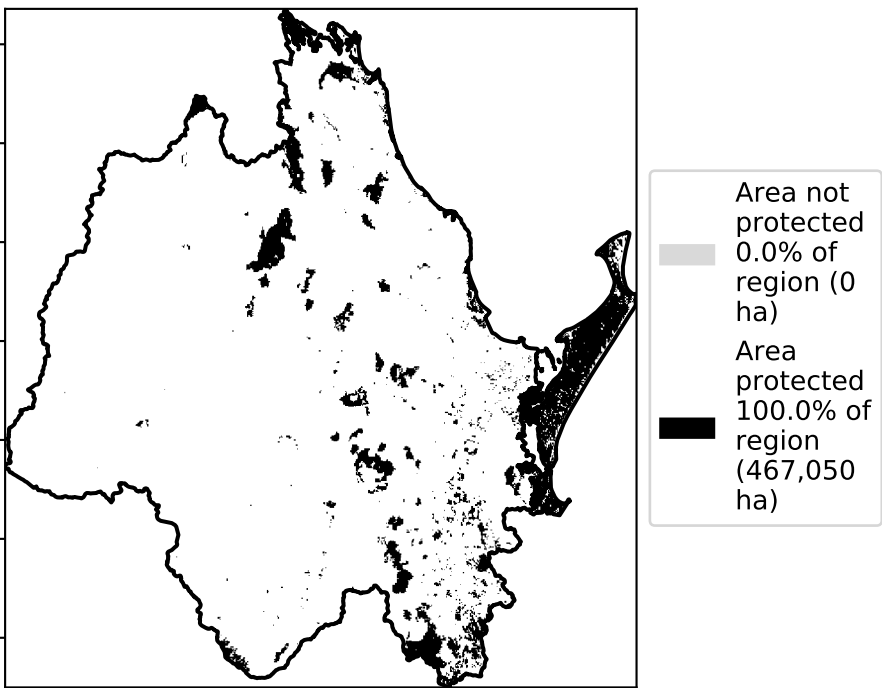 Area not
protected
0.0% of
region (0
ha)
Area
protected
100.0% of
region
(467,050
ha)